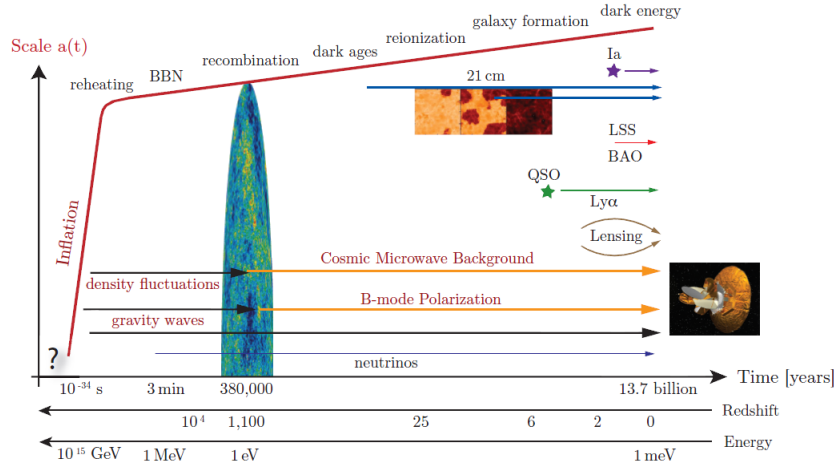 dark energy
galaxy formation
reionization
dark ages
recombination
BBN
reheating
Scale a(t)
Ia
21 cm
LSS
BAO
QSO
Lyα
Lensing
Inflation
Cosmic Microwave Background
density fluctuations
B-mode Polarization
gravity waves
neutrinos
?
Time [years]
10⁻³⁴ s 3 min 380,000 13.7 billion
Redshift
10⁴ 1,100 25 6 2 0
Energy
10¹⁵ GeV 1 MeV 1 eV 1 meV